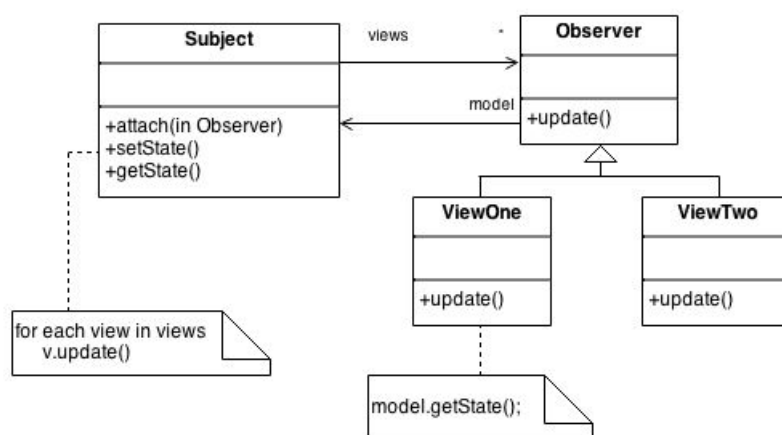 Subject
views
Observer
model
+attach(in Observer)
+setState()
+getState()
+update()
ViewOne
ViewTwo
+update()
+update()
for each view in views
v.update()
model.getState();